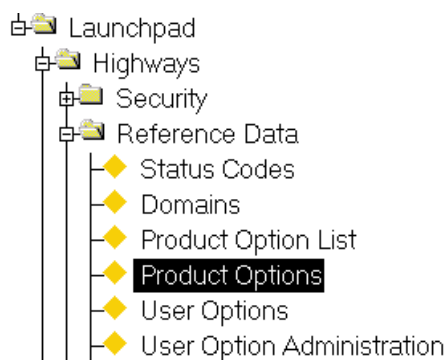 Launchpad
Highways
Security
Reference Data
Status Codes
Domains
Product Option List
Product Options
User Options
User Option Administration